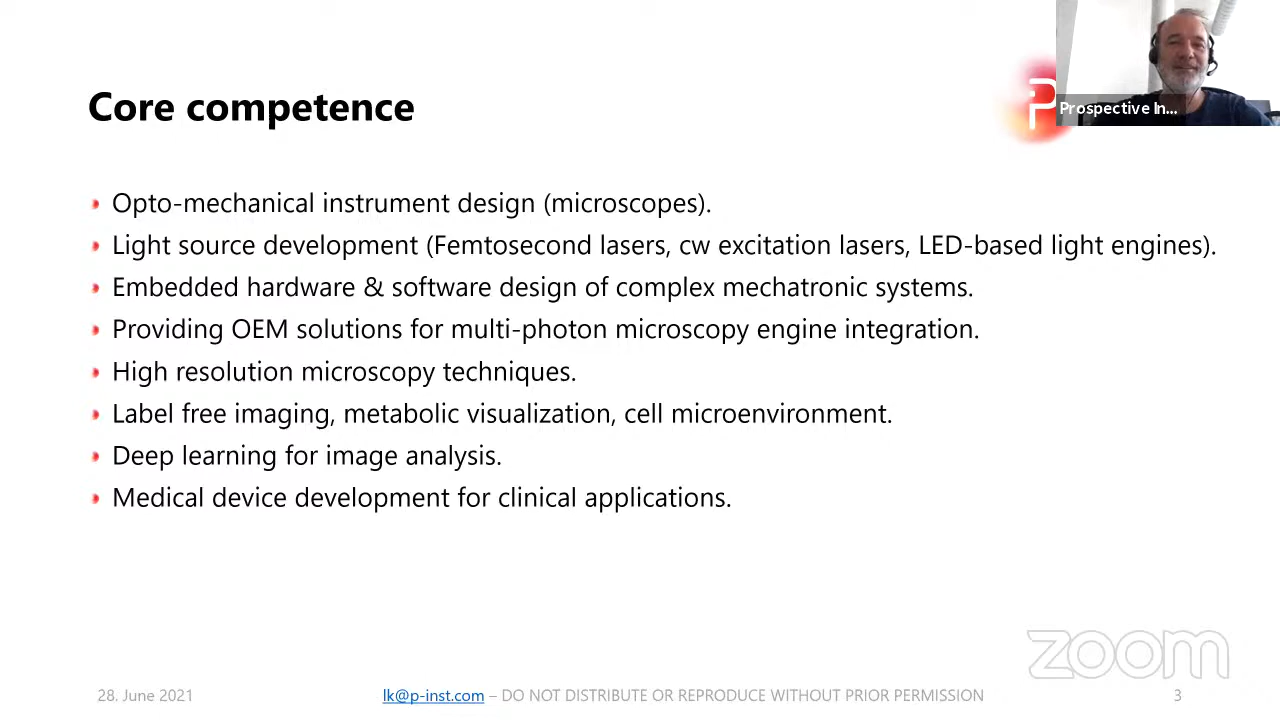 Core competence
P
Prospective In...
Opto-mechanical instrument design (microscopes).
Light source development (Femtosecond lasers, cw excitation lasers, LED-based light engines).
Embedded hardware & software design of complex mechatronic systems.
Providing OEM solutions for multi-photon microscopy engine integration.
High resolution microscopy techniques.
Label free imaging, metabolic visualization, cell microenvironment.
Deep learning for image analysis.
Medical device development for clinical applications.
zoom
28. June 2021
lk@p-inst.com – DO NOT DISTRIBUTE OR REPRODUCE WITHOUT PRIOR PERMISSION
3